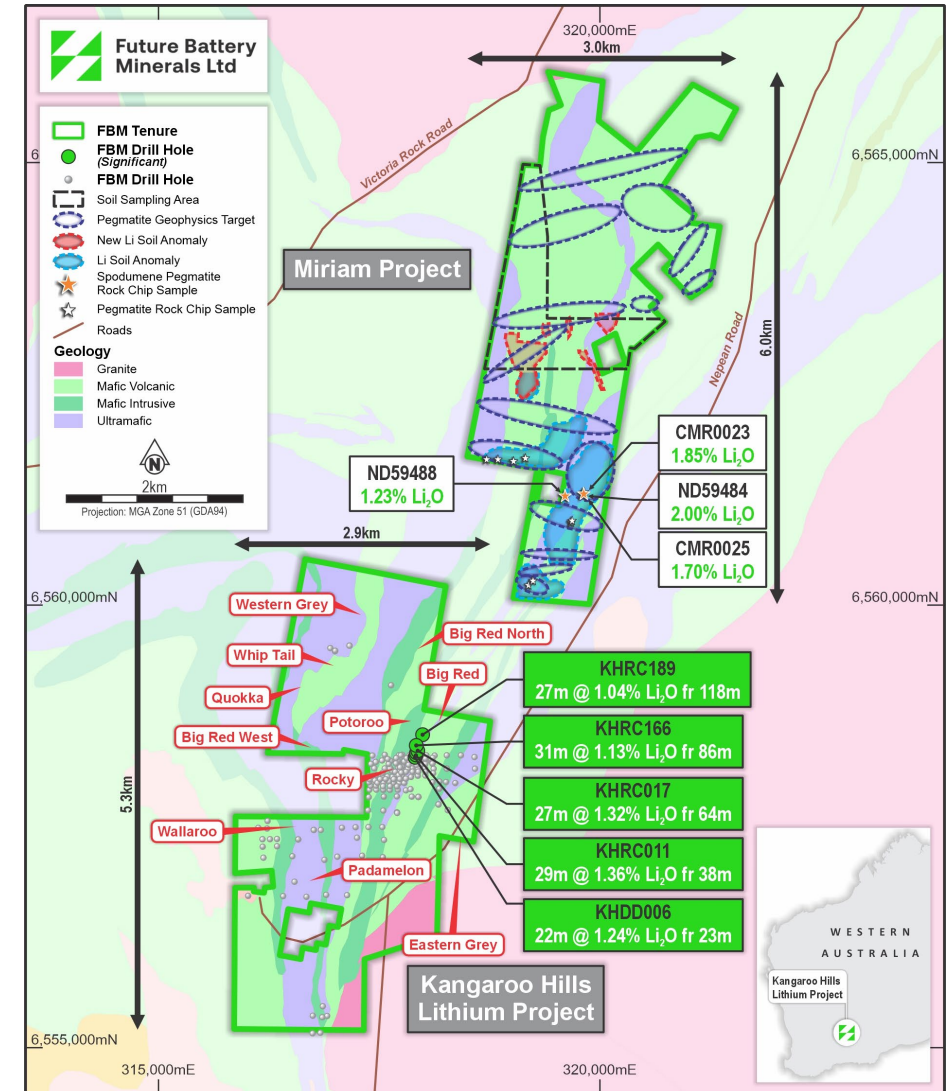 Future Battery
Minerals Ltd
320,000mE
3.0km
FBM Tenure
FBM Drill Hole
(Significant)
FBM Drill Hole
Soil Sampling Area
Pegmatite Geophysics Target
New Li Soil Anomaly
Li Soil Anomaly
Spodumene Pegmatite
Rock Chip Sample
Pegmatite Rock Chip Sample
Roads
Geology
Granite
Mafic Volcanic
Mafic Intrusive
Ultramafic
N
2km
Projection: MGA Zone 51 (GDA94)
6
6,565,000mN
Victoria Rock Road
Miriam Project
Nepean Road
6.0km
CMR0023
1.85% Li₂O
ND59488
1.23% Li₂O
ND59484
2.00% Li₂O
CMR0025
1.70% Li₂O
2.9km
6,560,000mN
6,560,000mN
Western Grey
Big Red North
Whip Tail
Big Red
Quokka
Potoroo
Big Red West
Rocky
5.3km
Wallaroo
Padamelon
Eastern Grey
KHRC189
27m @ 1.04% Li₂O fr 118m
KHRC166
31m @ 1.13% Li₂O fr 86m
KHRC017
27m @ 1.32% Li₂O fr 64m
KHRC011
29m @ 1.36% Li₂O fr 38m
KHDD006
22m @ 1.24% Li₂O fr 23m
Kangaroo Hills
Lithium Project
WESTERN
AUSTRALIA
Kangaroo Hills
Lithium Project
6,555,000mN
315,000mE
320,000mE